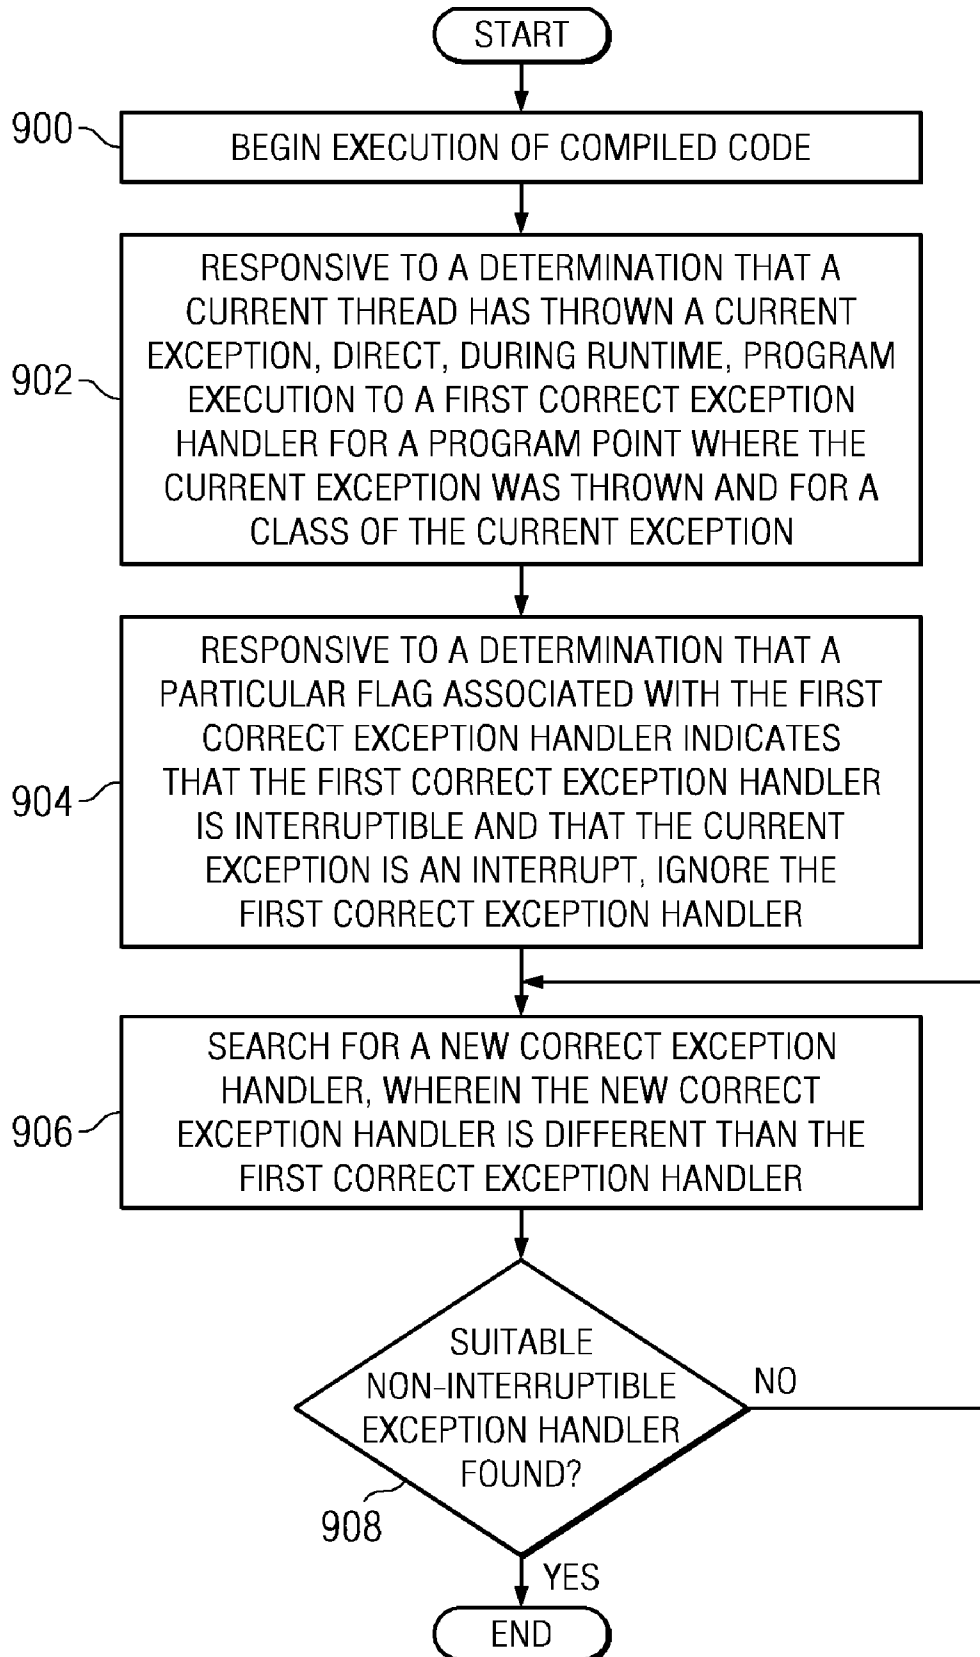 START
900
BEGIN EXECUTION OF COMPILED CODE
902
RESPONSIVE TO A DETERMINATION THAT A
CURRENT THREAD HAS THROWN A CURRENT
EXCEPTION, DIRECT, DURING RUNTIME, PROGRAM
EXECUTION TO A FIRST CORRECT EXCEPTION
HANDLER FOR A PROGRAM POINT WHERE THE
CURRENT EXCEPTION WAS THROWN AND FOR A
CLASS OF THE CURRENT EXCEPTION
904
RESPONSIVE TO A DETERMINATION THAT A
PARTICULAR FLAG ASSOCIATED WITH THE FIRST
CORRECT EXCEPTION HANDLER INDICATES
THAT THE FIRST CORRECT EXCEPTION HANDLER
IS INTERRUPTIBLE AND THAT THE CURRENT
EXCEPTION IS AN INTERRUPT, IGNORE THE
FIRST CORRECT EXCEPTION HANDLER
906
SEARCH FOR A NEW CORRECT EXCEPTION
HANDLER, WHEREIN THE NEW CORRECT
EXCEPTION HANDLER IS DIFFERENT THAN THE
FIRST CORRECT EXCEPTION HANDLER
SUITABLE
NON-INTERRUPTIBLE
EXCEPTION HANDLER
FOUND?
NO
908
YES
END